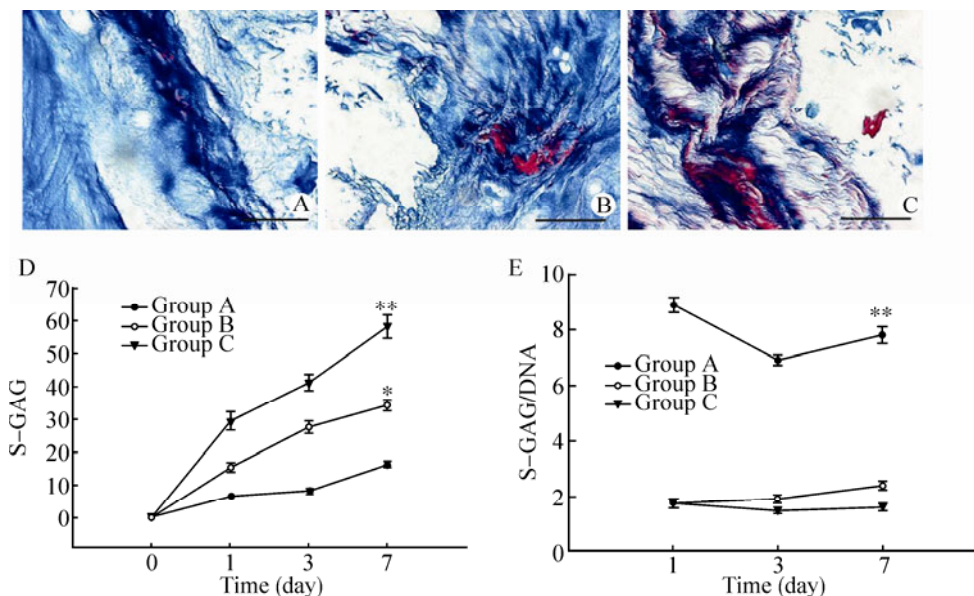 A
B
C
D
S-GAG
70
60
50
40
30
20
10
0
Group A
Group B
Group C
**
*
0
1
3
7
Time (day)
E
S-GAG/DNA
10
8
6
4
2
0
**
Group A
Group B
Group C
1
3
7
Time (day)